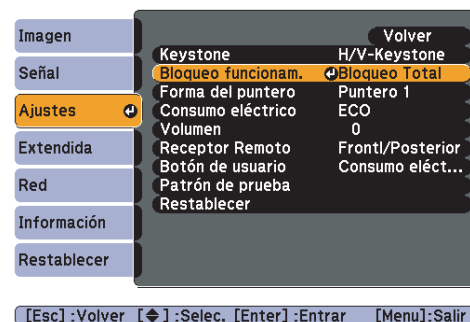 Imagen
Señal
Ajustes
Extendida
Red
Información
Restablecer
Volver
Keystone H/V-Keystone
Bloqueo funcionam. Bloqueo Total
Forma del puntero Puntero 1
Consumo eléctrico ECO
Volumen 0
Receptor Remoto Frontl/Posterior
Botón de usuario Consumo eléct...
Patrón de prueba
Restablecer
[Esc] :Volver [◆] :Selec. [Enter] :Entrar [Menu]:Salir